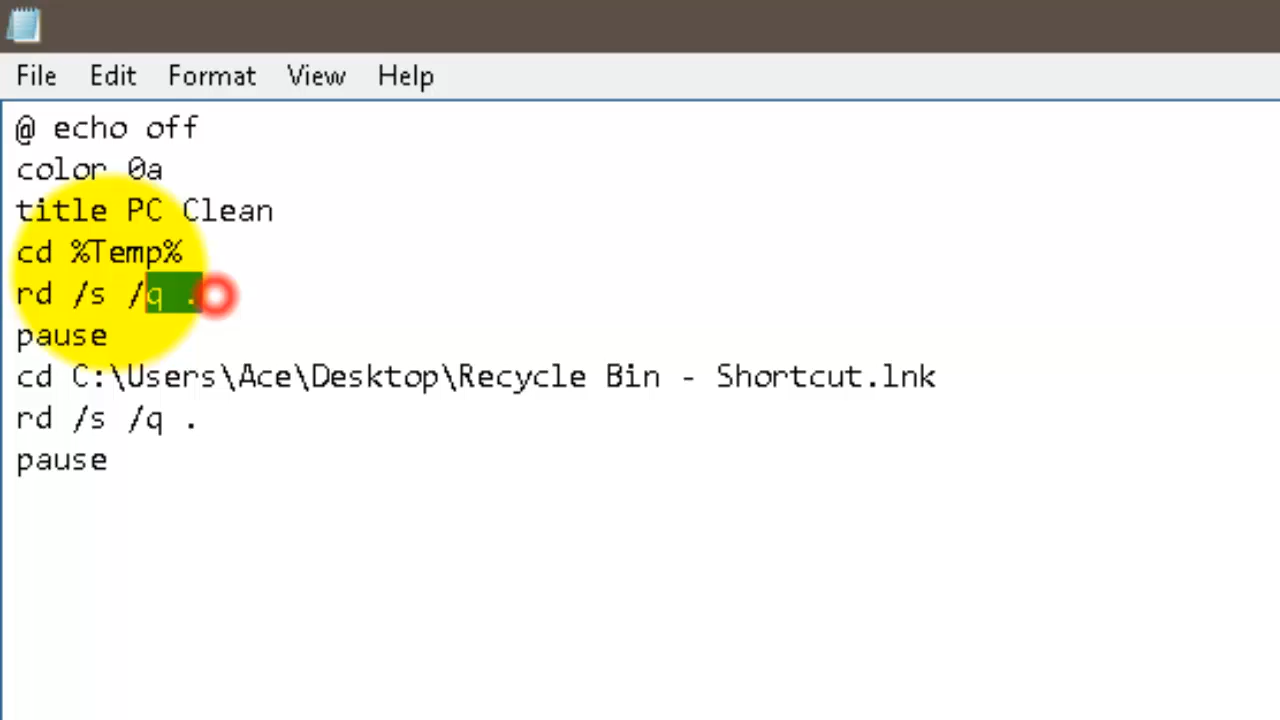 File Edit Format View Help
@ echo off
color 0a
title PC Clean
cd %Temp%
rd /s /q .
pause
cd C:\Users\Ace\Desktop\Recycle Bin - Shortcut.lnk
rd /s /q .
pause